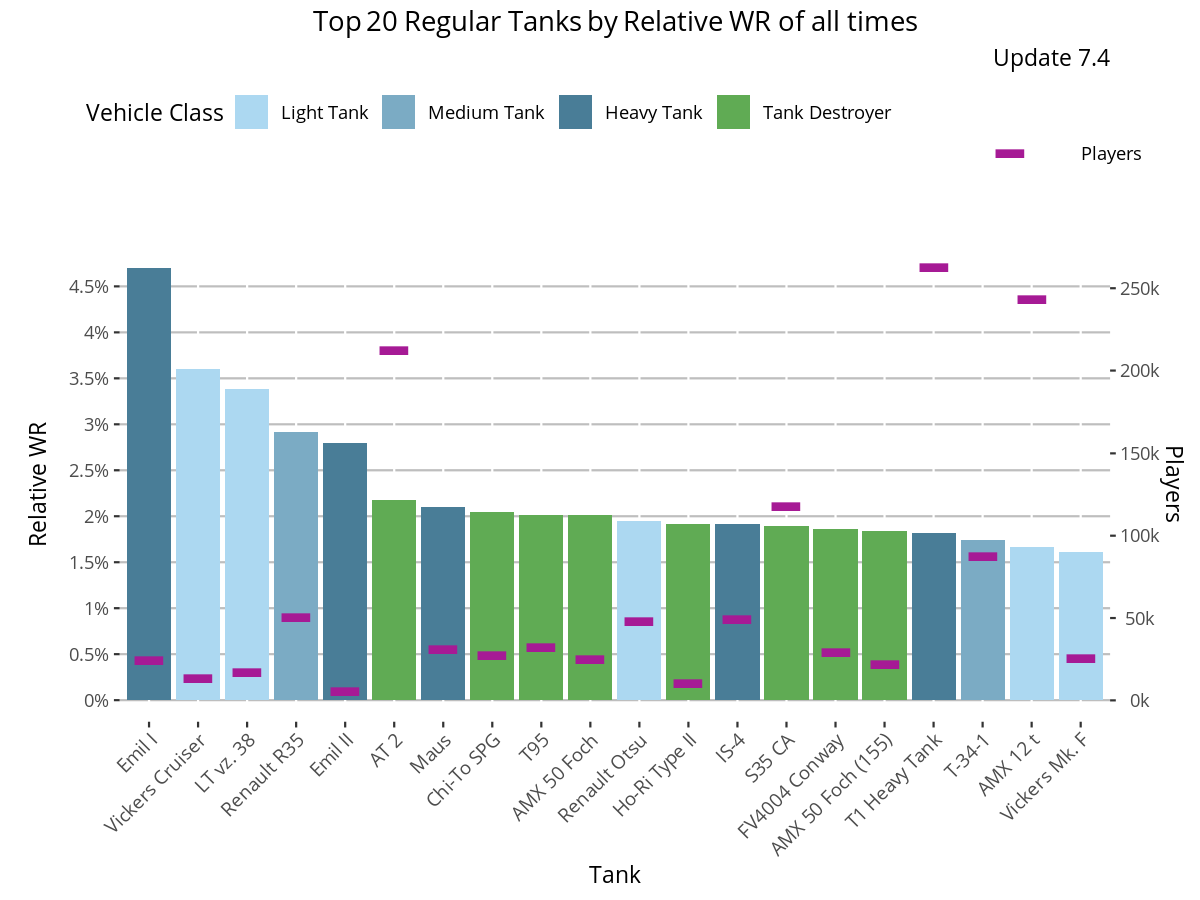 Top 20 Regular Tanks by Relative WR of all times
Update 7.4
Vehicle Class
Light Tank
Medium Tank
Heavy Tank
Tank Destroyer
Players
4.5%
4%
3.5%
3%
2.5%
2%
1.5%
1%
0.5%
0%
Relative WR
250k
200k
150k
100k
50k
0k
Players
Emil I
Vickers Cruiser
LT vz. 38
Renault R35
Emil II
AT 2
Maus
Chi-To SPG
T95
AMX 50 Foch
Renault Otsu
Ho-Ri Type II
IS-4
S35 CA
FV4004 Conway
AMX 50 Foch (155)
T1 Heavy Tank
T-34-1
AMX 12 t
Vickers Mk. F
Tank